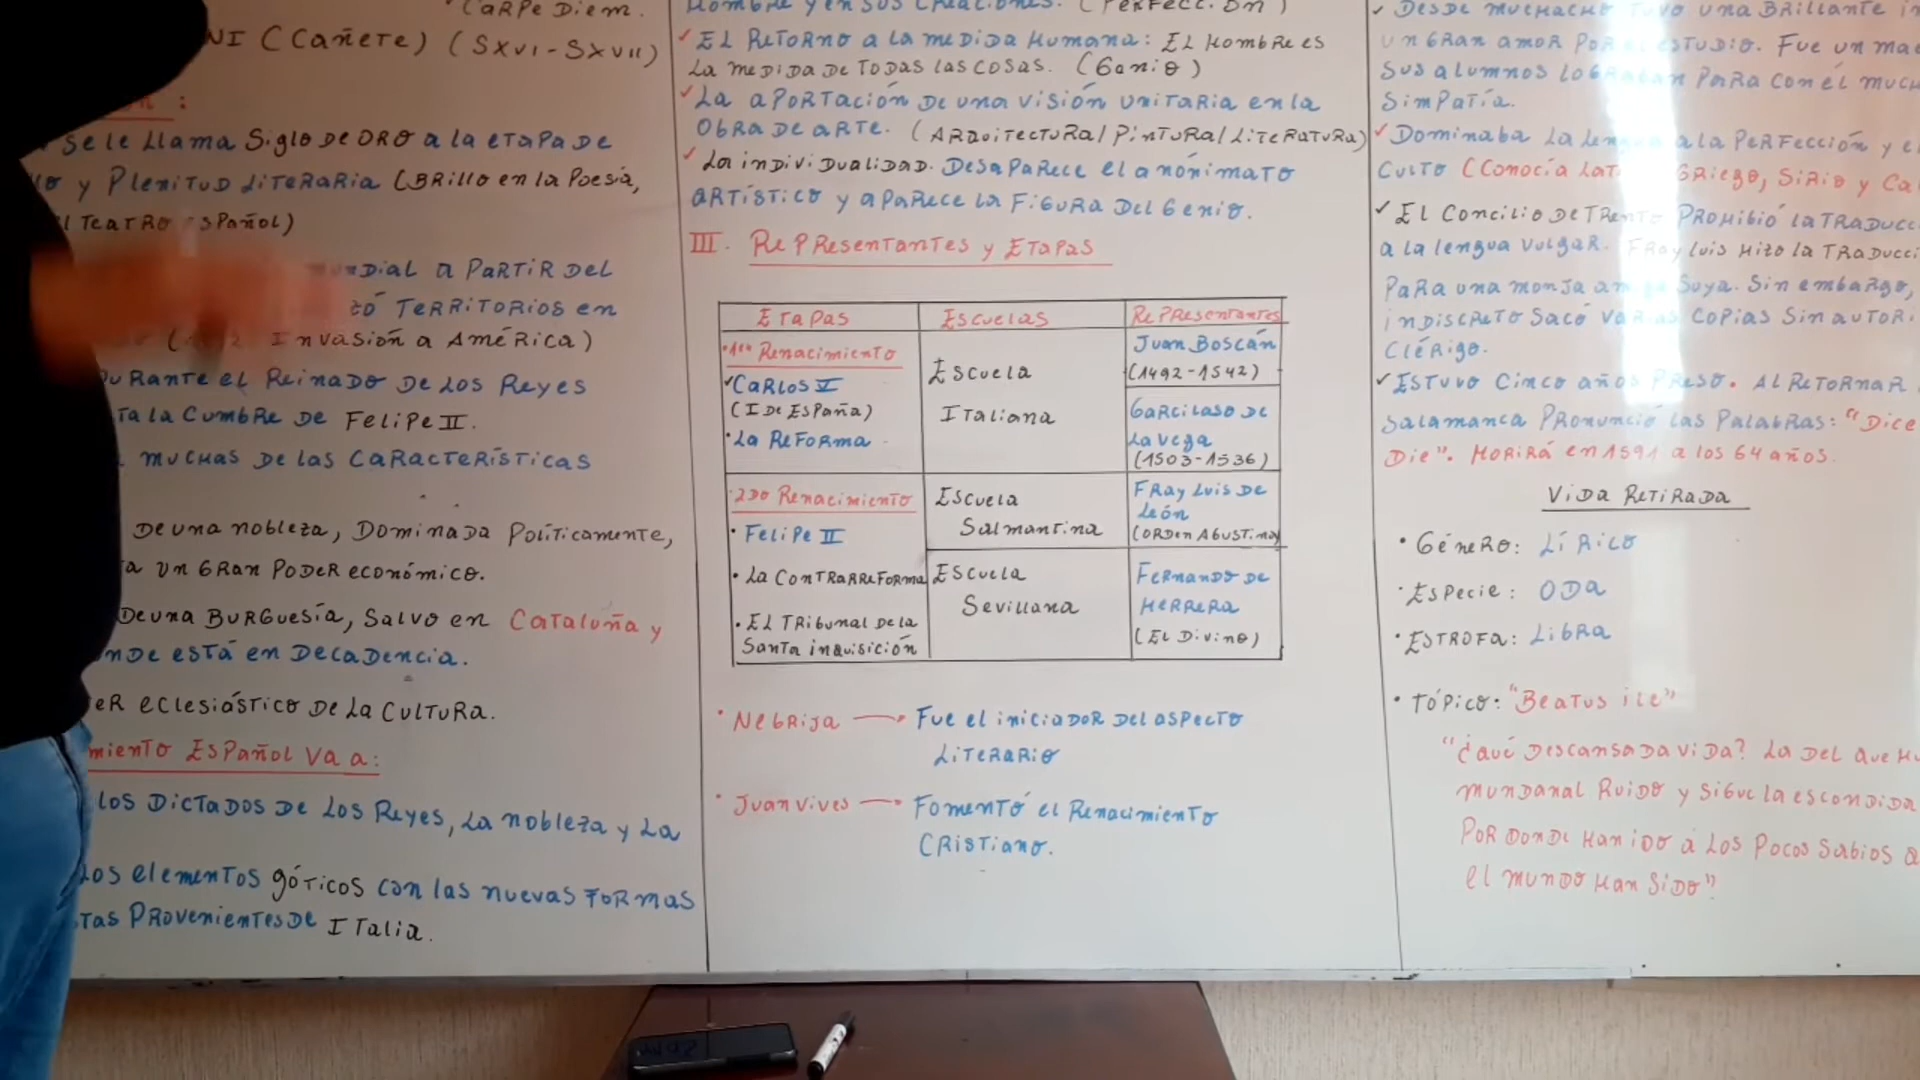 CARPE DIEM.
NI (Cañete) (SXVI-SXVII)
:
se le llama Siglo de ORO a la etapa de
y Plenitud Literaria (Brillo en la Poesía,
Teatro español)
a partir del
territorios en
Invasión a América)
durante el Reinado de los Reyes
la cumbre de Felipe II.
muchas de las características
de una nobleza, dominada políticamente,
un gran poder económico.
de una Burguesía, salvo en Cataluña y
está en decadencia.
eclesiástico de la cultura.
miento Español va a:
los dictados de los Reyes, la nobleza y la
los elementos góticos con las nuevas formas
provenientes de Italia.
Hombre y en sus creaciones.
✓ El retorno a la medida humana: El Hombre es
la medida de todas las cosas. (Genio)
✓ La aportación de una visión unitaria en la
obra de arte. (Arquitectura/Pintura/Literatura)
✓ La individualidad. Desaparece el anónimato
artístico y aparece la figura del genio.
III. Representantes y Etapas
Etapas Escuelas Representantes
•1er Renacimiento
✓Carlos V
(I de España)
•La Reforma
Escuela
Italiana
Juan Boscán
(1492-1542)
Garcilaso de
la Vega
(1503-1536)
•2do Renacimiento
•Felipe II
•La Contrarreforma
•El Tribunal de la
Santa inquisición
Escuela
Salmantina
Fray Luis de
León
(Orden Agustina)
Escuela
Sevillana
Fernando de
Herrera
(El Divino)
• Nebrija → Fue el iniciador del aspecto
literario
• Juan Vives → Fomentó el Renacimiento
Cristiano.
✓ Desde muchacho tuvo una brillante
un gran amor por el estudio. Fue un
sus alumnos lograban para con él
simpatía.
✓ Dominaba la lengua a la perfección y
culto (Conocía Griego, Sirio y
✓ El Concilio de Trento prohibió la
a la lengua vulgar. Fray Luis hizo la
para una monja amiga suya. Sin embargo,
indiscreto sacó varias copias sin
clérigo.
✓ Estuvo cinco años preso. Al retornar
Salamanca pronunció las palabras: "Dice
Die". Morirá en 1591 a los 64 años.
Vida Retirada
• Género: Lírico
• Especie: Oda
• Estrofa: Libra
• Tópico: "Beatus ile"
"¿Qué descansada vida? La del que
mundanal ruido y sigue la escondida
por donde han ido a los pocos sabios
el mundo han sido"